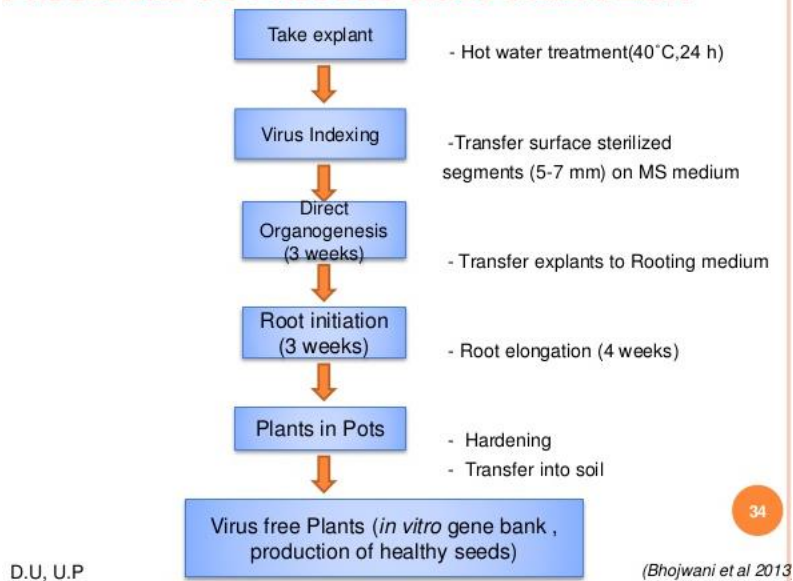 Take explant
- Hot water treatment(40˚C,24 h)
Virus Indexing
-Transfer surface sterilized
segments (5-7 mm) on MS medium
Direct
Organogenesis
(3 weeks)
- Transfer explants to Rooting medium
Root initiation
(3 weeks)
- Root elongation (4 weeks)
Plants in Pots
- Hardening
- Transfer into soil
Virus free Plants (in vitro gene bank ,
production of healthy seeds)
34
D.U, U.P
(Bhojwani et al 2013